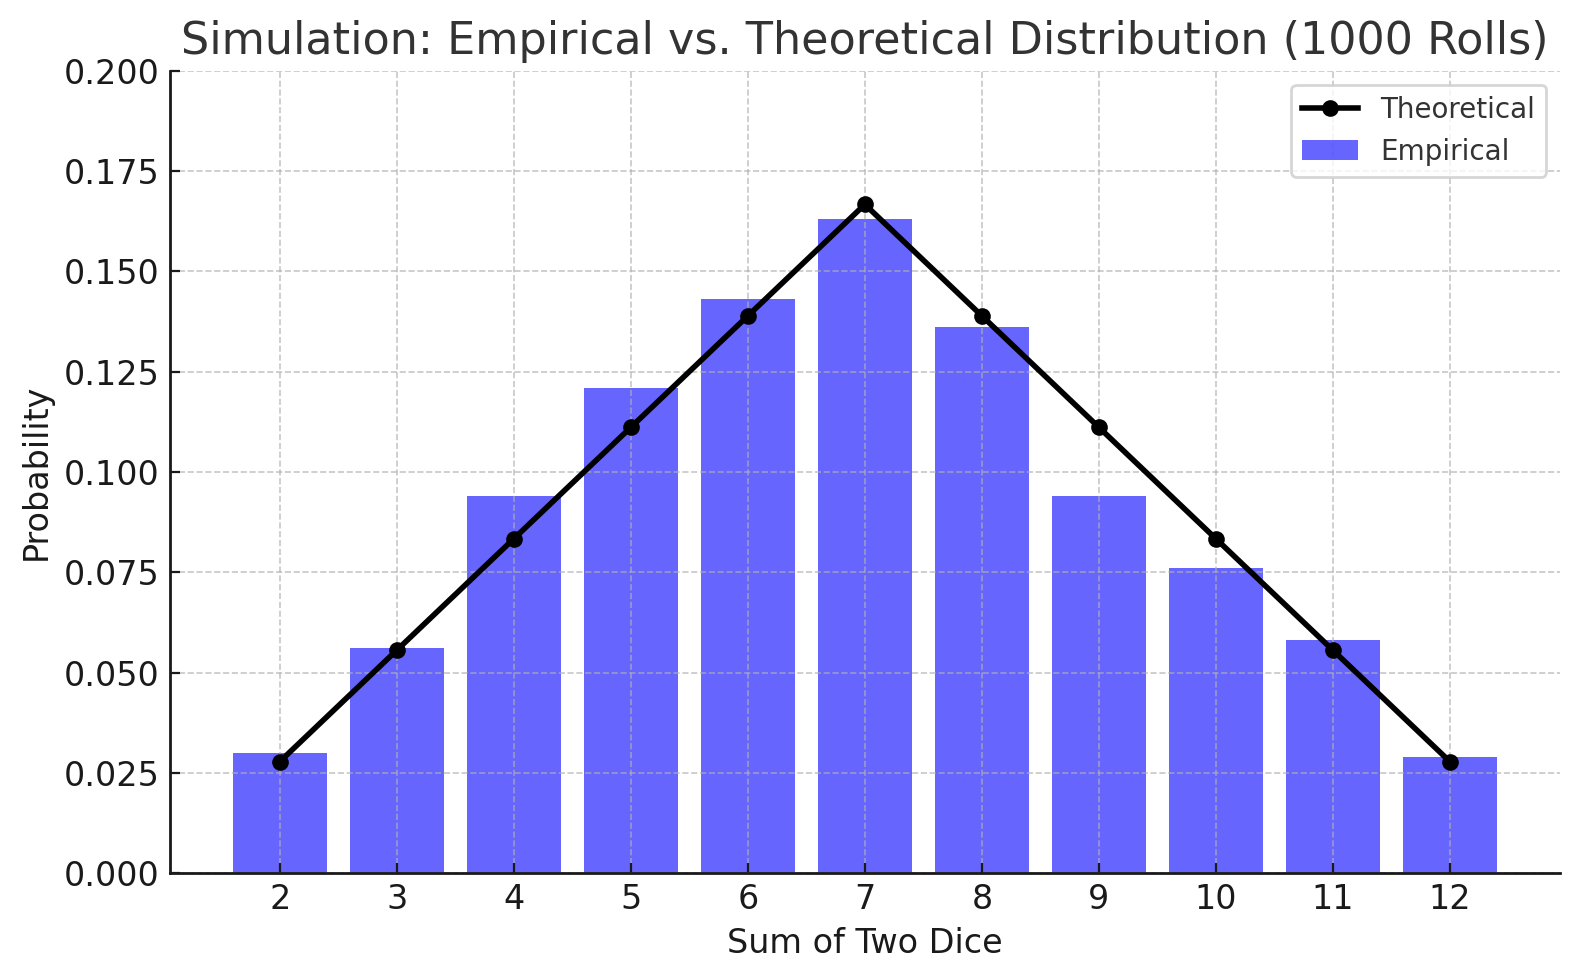 Simulation: Empirical vs. Theoretical Distribution (1000 Rolls)
Theoretical
Empirical
Probability
0.200
0.175
0.150
0.125
0.100
0.075
0.050
0.025
0.000
2 3 4 5 6 7 8 9 10 11 12
Sum of Two Dice